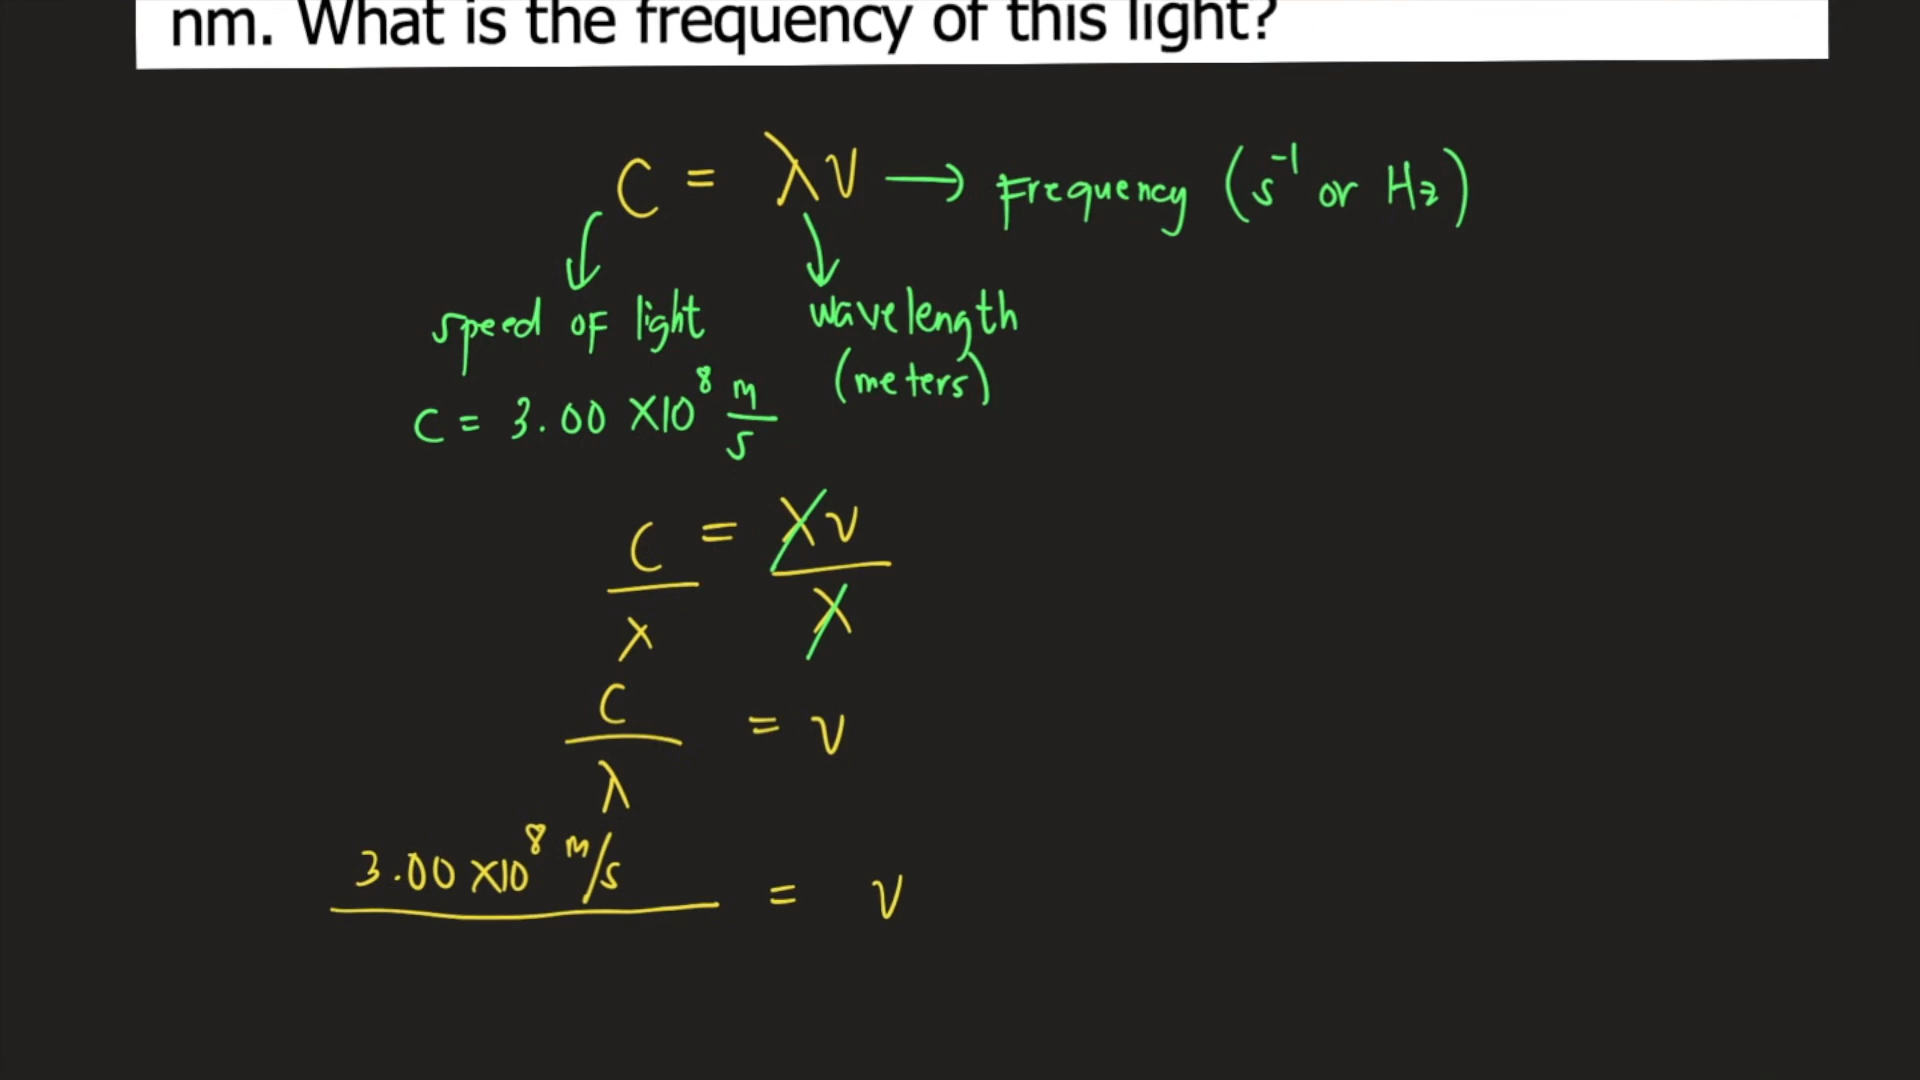 nm. What is the frequency of this light?
C = λν → Frequency (s⁻¹ or Hz)
speed of light
wavelength
(meters)
C = 3.00 X10⁸ m/s
C/λ = λν/λ
C/λ = ν
3.00 X10⁸ m/s = ν